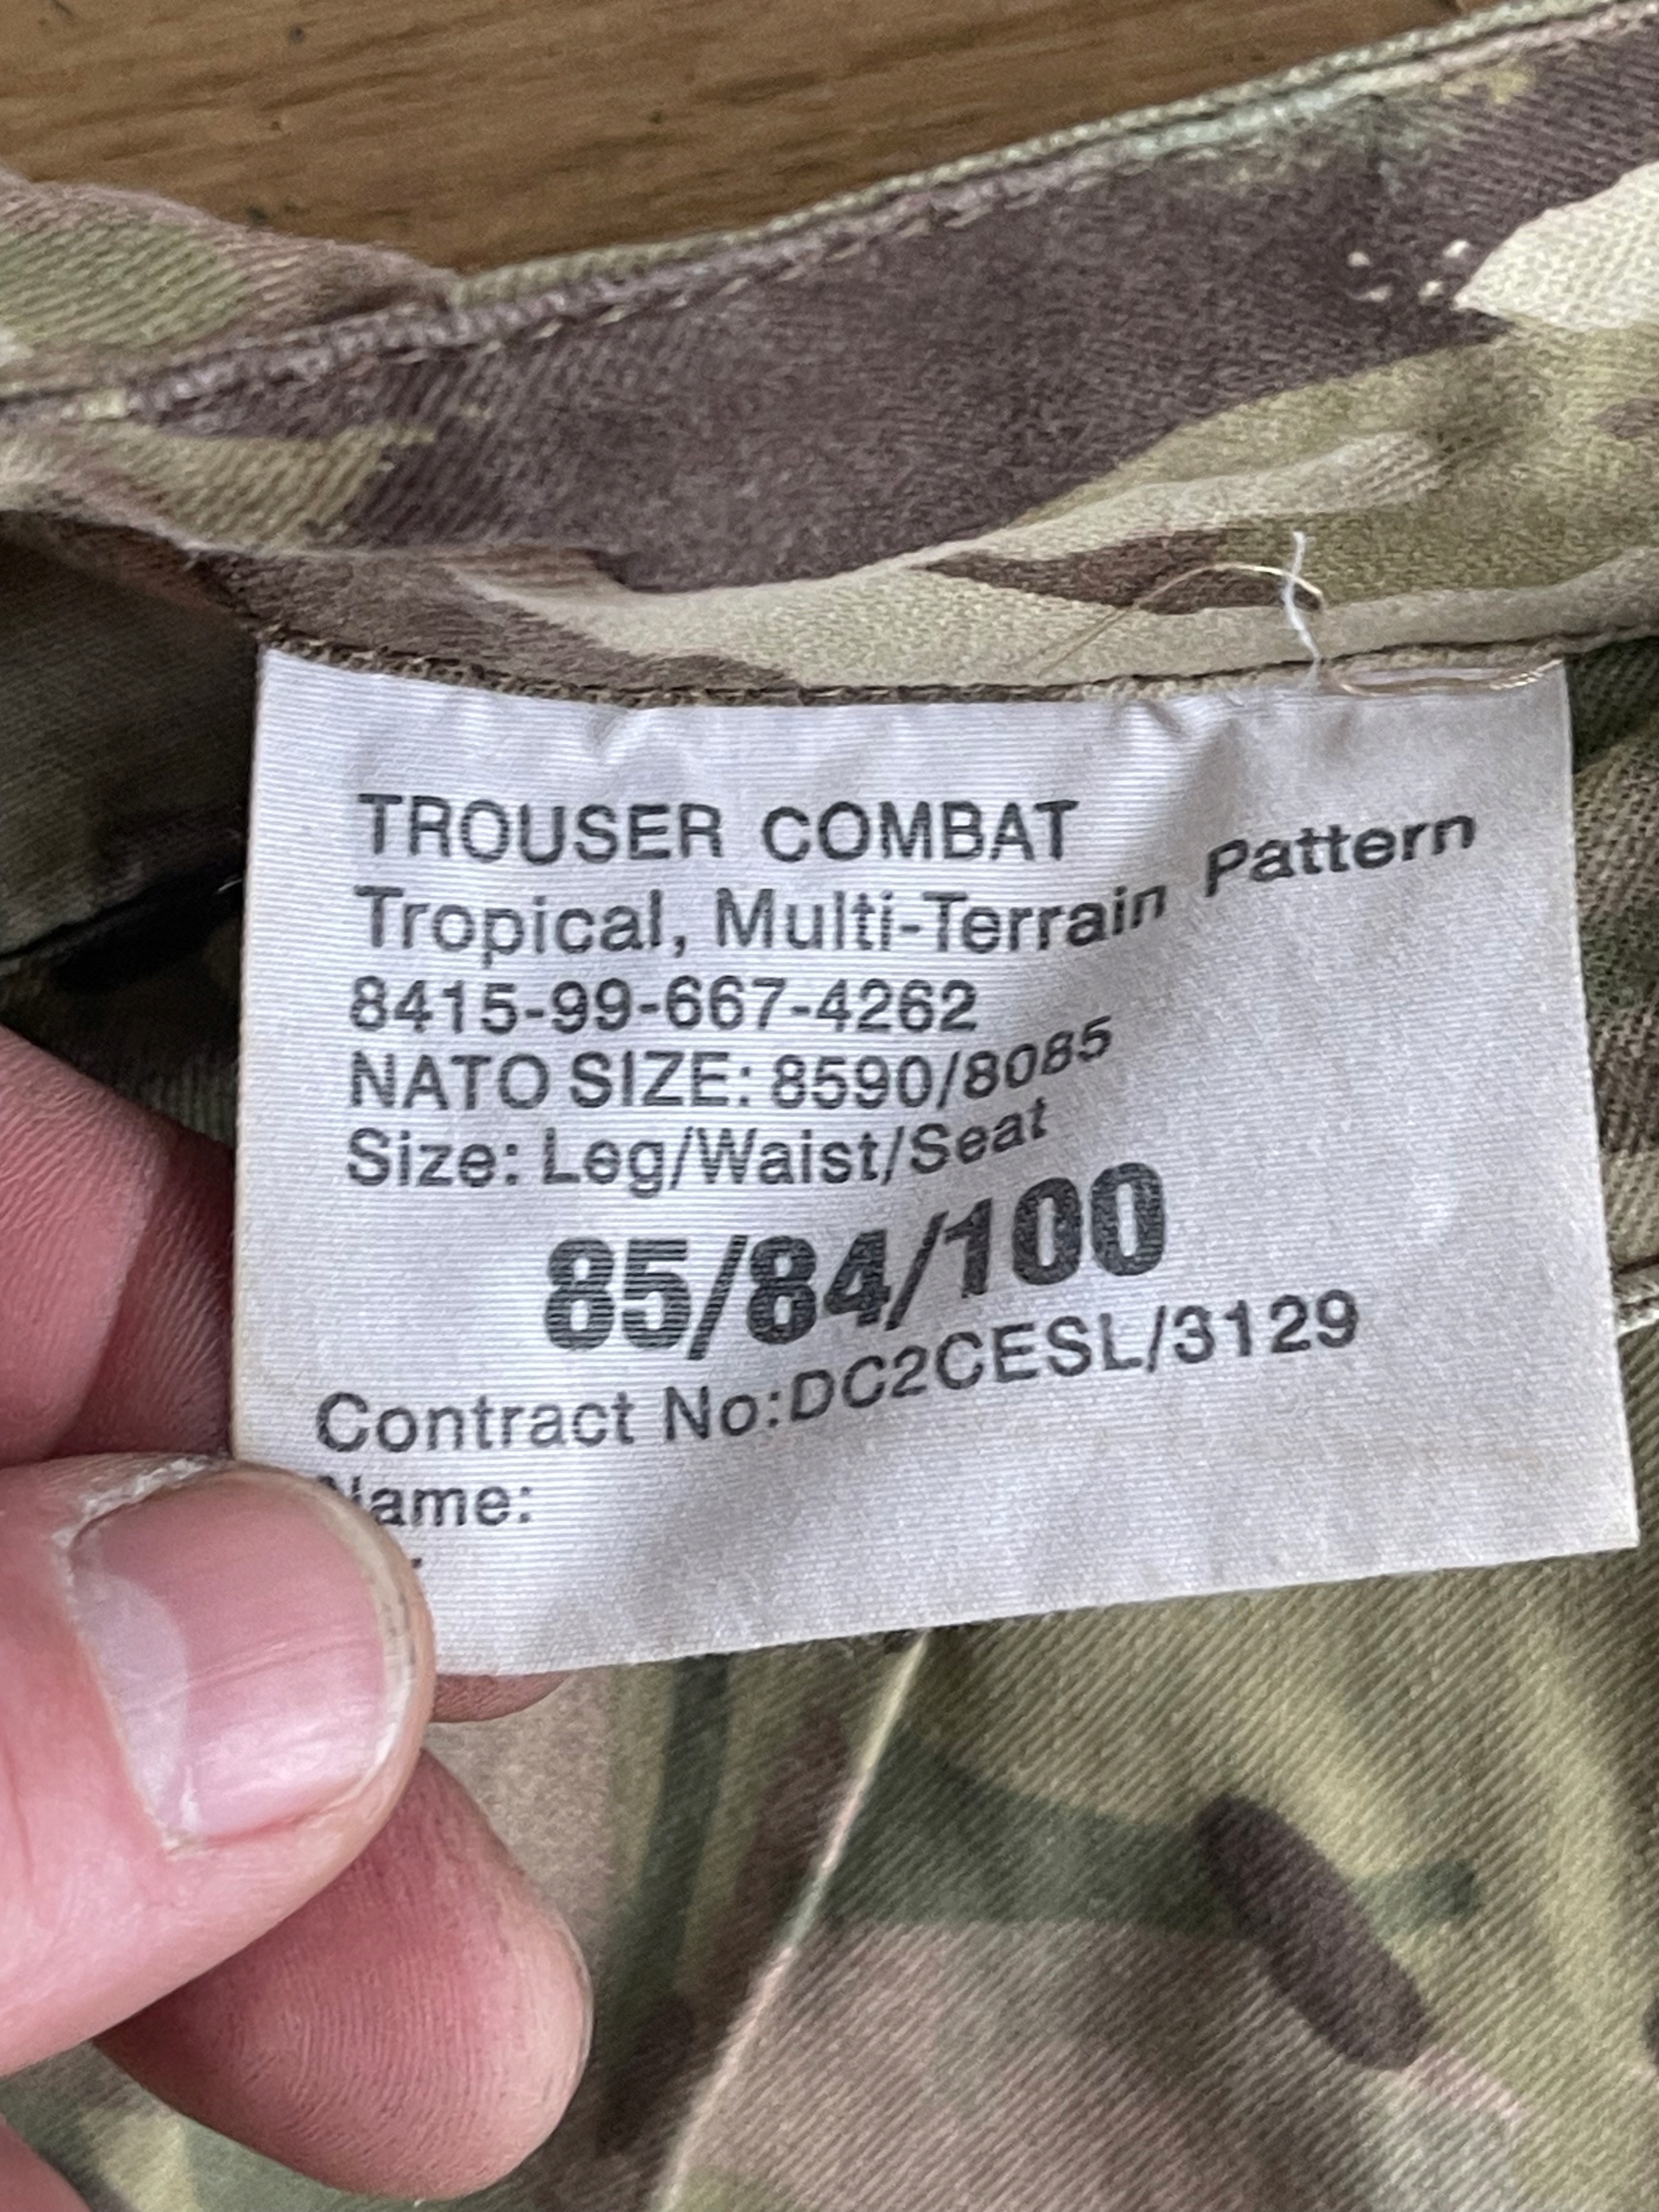 TROUSER COMBAT
Tropical, Multi-Terrain Pattern
8415-99-667-4262
NATO SIZE: 8590/8085
Size: Leg/Waist/Seat
85/84/100
Contract No:DC2CESL/3129
Name: